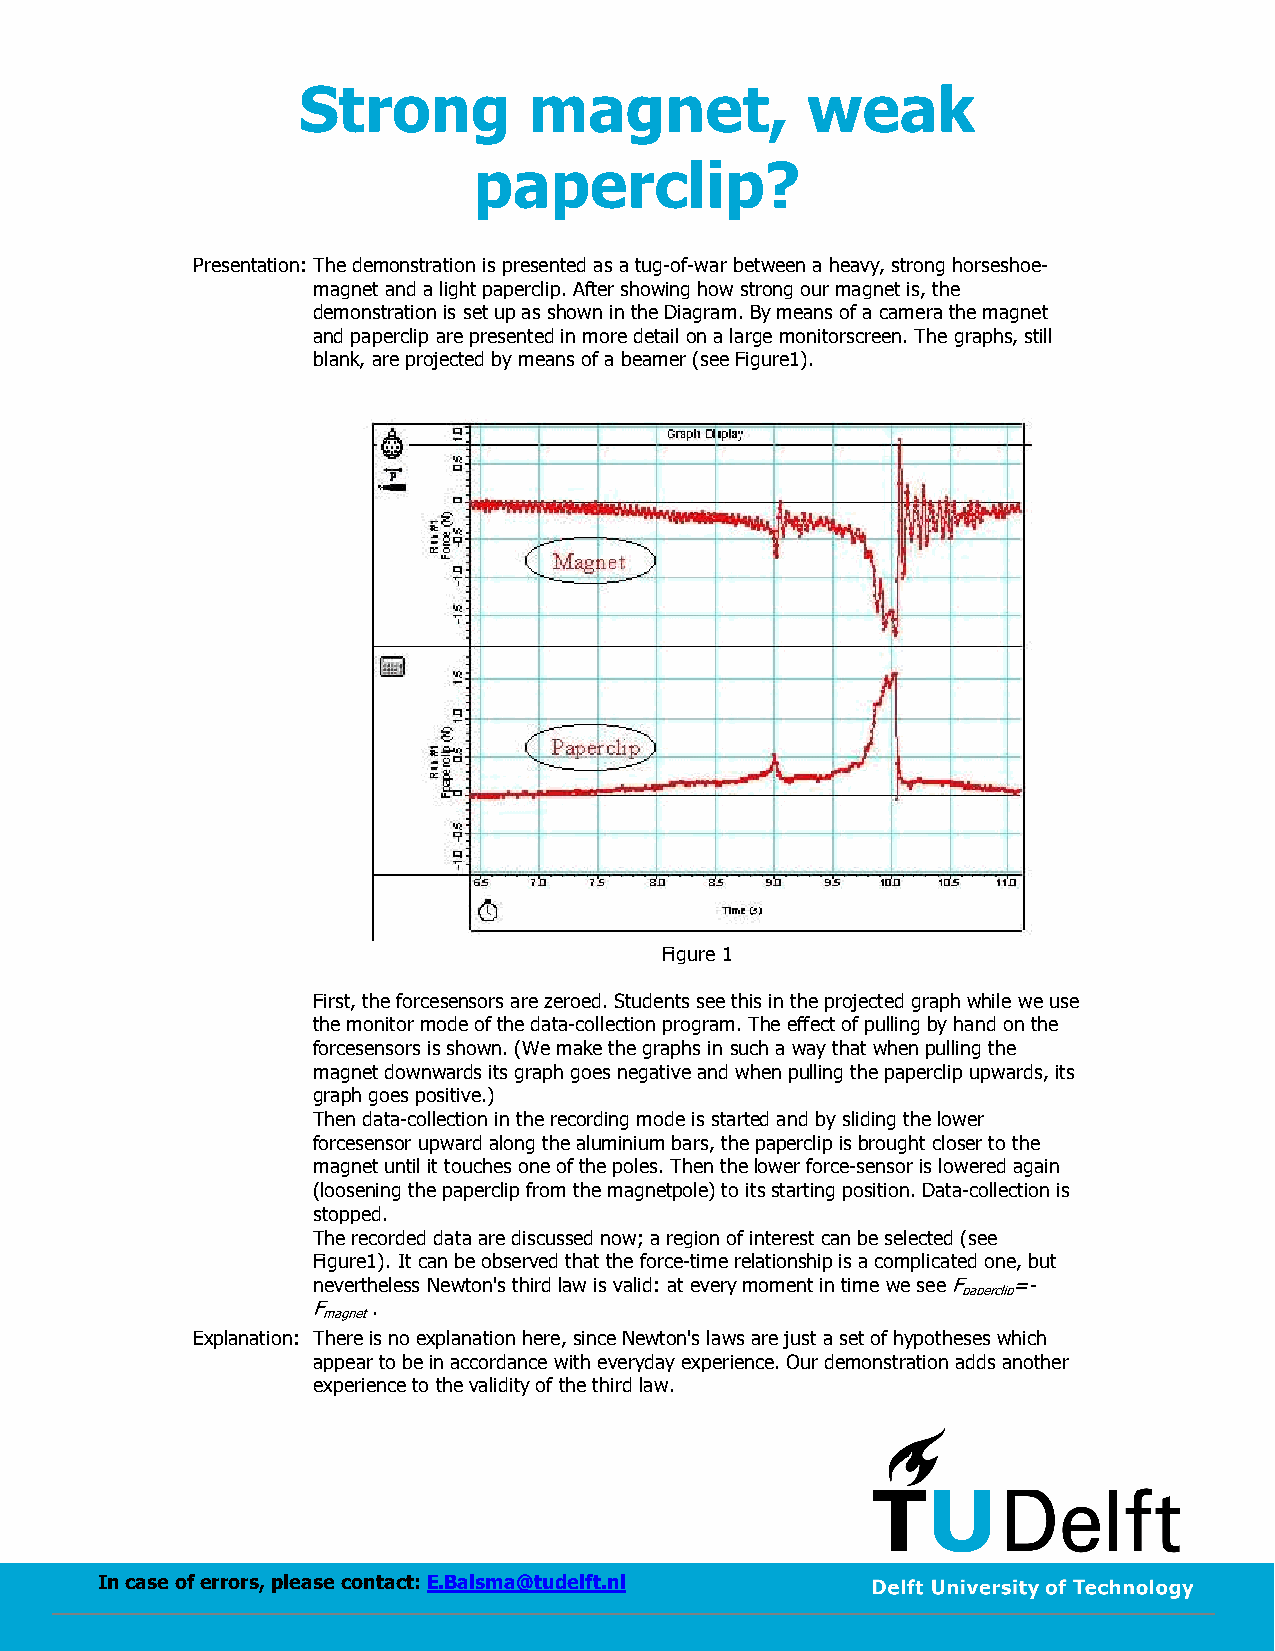 Strong magnet, weak
paperclip?
Presentation: The demonstration is presented as a tug-of-war between a heavy, strong horseshoe-
magnet and a light paperclip. After showing how strong our magnet is, the
demonstration is set up as shown in the Diagram. By means of a camera the magnet
and paperclip are presented in more detail on a large monitorscreen. The graphs, still
blank, are projected by means of a beamer (see Figure1).
Graph Display
1.0
0.5
0
-0.5
-1.0
-1.5
Run #1
Force (N)
Magnet
1.5
1.0
0.5
0
-0.5
-1.0
Run #1
Fpaperclip (N)
Paperclip
6.5 7.0 7.5 8.0 8.5 9.0 9.5 10.0 10.5 11.0
Time (s)
Figure 1
First, the forcesensors are zeroed. Students see this in the projected graph while we use
the monitor mode of the data-collection program. The effect of pulling by hand on the
forcesensors is shown. (We make the graphs in such a way that when pulling the
magnet downwards its graph goes negative and when pulling the paperclip upwards, its
graph goes positive.)
Then data-collection in the recording mode is started and by sliding the lower
forcesensor upward along the aluminium bars, the paperclip is brought closer to the
magnet until it touches one of the poles. Then the lower force-sensor is lowered again
(loosening the paperclip from the magnetpole) to its starting position. Data-collection is
stopped.
The recorded data are discussed now; a region of interest can be selected (see
Figure1). It can be observed that the force-time relationship is a complicated one, but
nevertheless Newton's third law is valid: at every moment in time we see Fpaperclip=-
Fmagnet .
Explanation: There is no explanation here, since Newton's laws are just a set of hypotheses which
appear to be in accordance with everyday experience. Our demonstration adds another
experience to the validity of the third law.
TUDelft
In case of errors, please contact: E.Balsma@tudelft.nl
Delft University of Technology